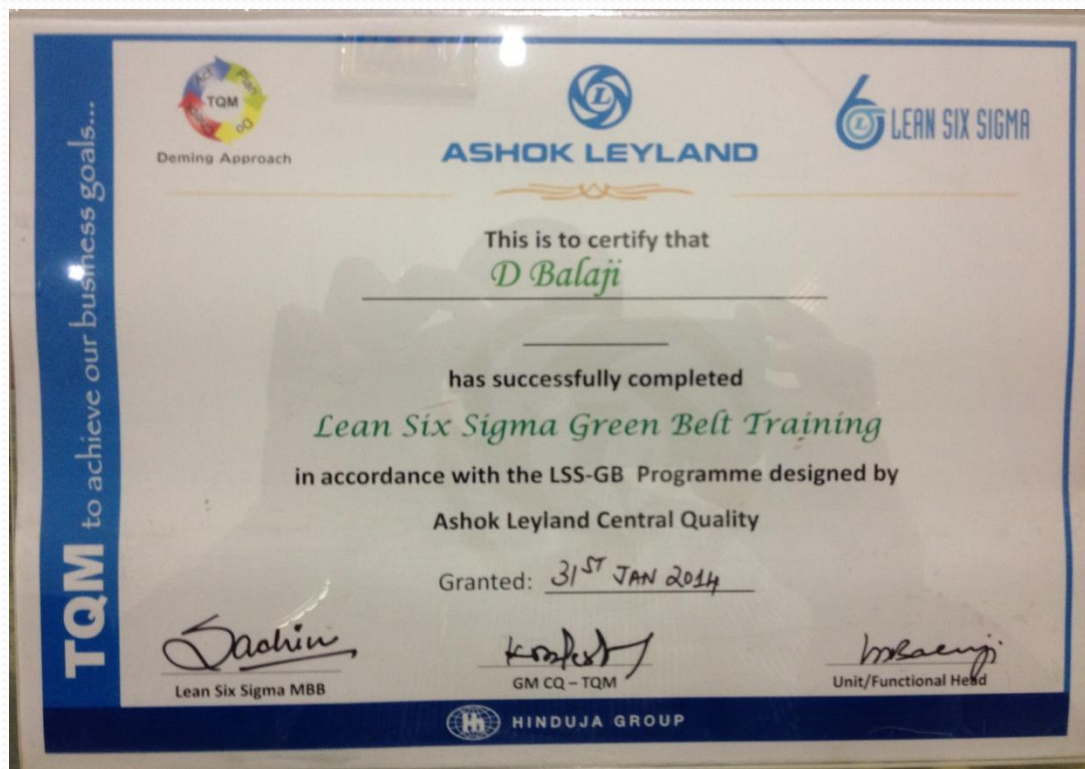 TQM to achieve our business goals...
Act
Plan
TQM
Do
Deming Approach
ASHOK LEYLAND
LEAN SIX SIGMA
This is to certify that
D Balaji
has successfully completed
Lean Six Sigma Green Belt Training
in accordance with the LSS-GB Programme designed by
Ashok Leyland Central Quality
Granted: 31ST JAN 2014
Sachin
Lean Six Sigma MBB
GM CQ – TQM
Unit/Functional Head
HINDUJA GROUP